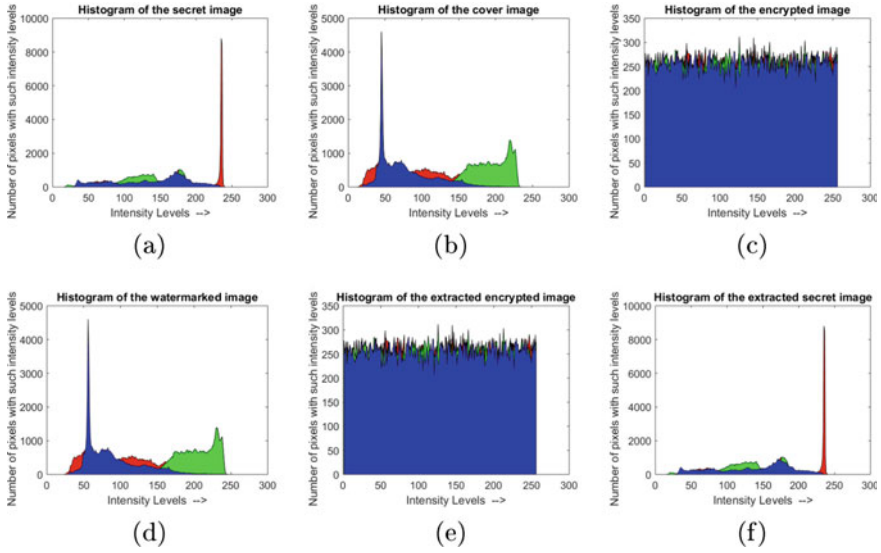 Histogram of the secret image
Number of pixels with such intensity levels
10000
8000
6000
4000
2000
0
0 50 100 150 200 250 300
Intensity Levels -->
(a)
Histogram of the cover image
Number of pixels with such intensity levels
5000
4000
3000
2000
1000
0
0 50 100 150 200 250 300
Intensity Levels -->
(b)
Histogram of the encrypted image
Number of pixels with such intensity levels
350
300
250
200
150
100
50
0
0 50 100 150 200 250 300
Intensity Levels -->
(c)
Histogram of the watermarked image
Number of pixels with such intensity levels
5000
4000
3000
2000
1000
0
0 50 100 150 200 250 300
Intensity Levels -->
(d)
Histogram of the extracted encrypted image
Number of pixels with such intensity levels
350
300
250
200
150
100
50
0
0 50 100 150 200 250 300
Intensity Levels -->
(e)
Histogram of the extracted secret image
Number of pixels with such intensity levels
10000
8000
6000
4000
2000
0
0 50 100 150 200 250 300
Intensity Levels -->
(f)